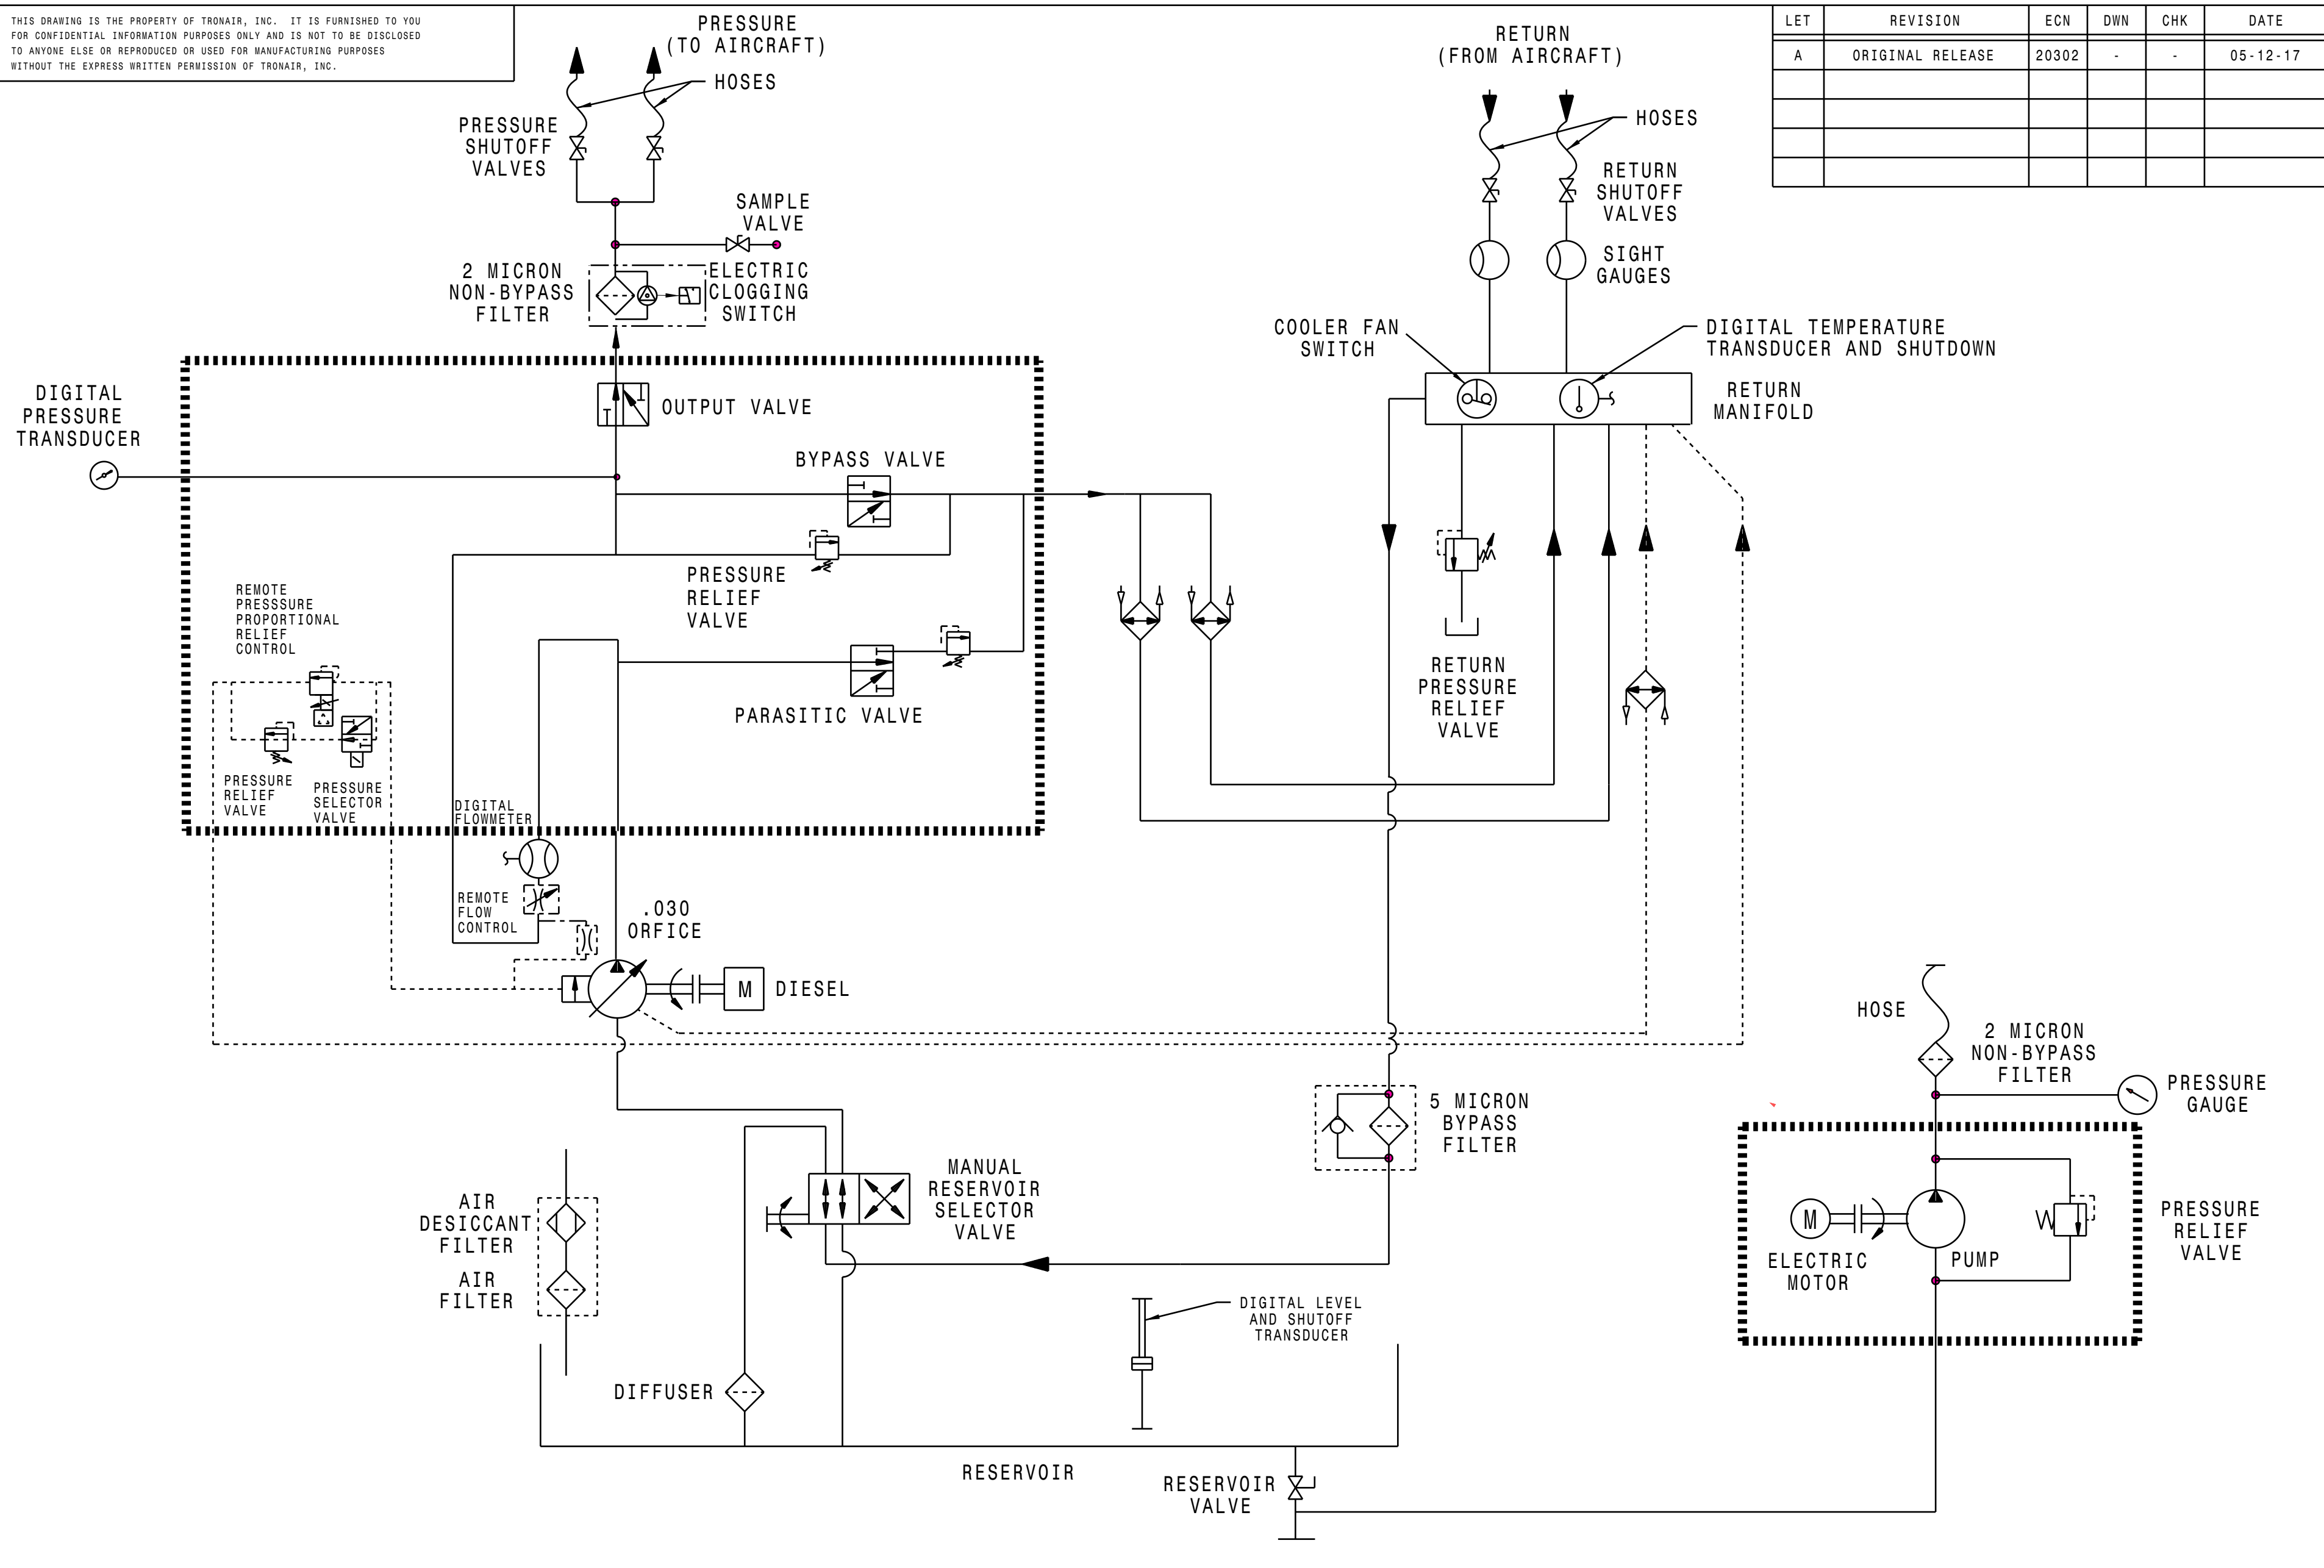 THIS DRAWING IS THE PROPERTY OF TRONAIR, INC. IT IS FURNISHED TO YOU
FOR CONFIDENTIAL INFORMATION PURPOSES ONLY AND IS NOT TO BE DISCLOSED
TO ANYONE ELSE OR REPRODUCED OR USED FOR MANUFACTURING PURPOSES
WITHOUT THE EXPRESS WRITTEN PERMISSION OF TRONAIR, INC.
PRESSURE
(TO AIRCRAFT)
HOSES
PRESSURE
SHUTOFF
VALVES
SAMPLE
VALVE
2 MICRON
NON-BYPASS
FILTER
ELECTRIC
CLOGGING
SWITCH
RETURN
(FROM AIRCRAFT)
HOSES
RETURN
SHUTOFF
VALVES
SIGHT
GAUGES
LET REVISION ECN DWN CHK DATE
A ORIGINAL RELEASE 20302 - - 05-12-17
COOLER FAN
SWITCH
DIGITAL TEMPERATURE
TRANSDUCER AND SHUTDOWN
RETURN
MANIFOLD
DIGITAL
PRESSURE
TRANSDUCER
OUTPUT VALVE
BYPASS VALVE
PRESSURE
RELIEF
VALVE
REMOTE
PRESSSURE
PROPORTIONAL
RELIEF
CONTROL
PARASITIC VALVE
PRESSURE
RELIEF
VALVE
PRESSURE
SELECTOR
VALVE
DIGITAL
FLOWMETER
RETURN
PRESSURE
RELIEF
VALVE
REMOTE
FLOW
CONTROL
.030
ORFICE
M
DIESEL
5 MICRON
BYPASS
FILTER
HOSE
2 MICRON
NON-BYPASS
FILTER
PRESSURE
GAUGE
MANUAL
RESERVOIR
SELECTOR
VALVE
AIR
DESICCANT
FILTER
AIR
FILTER
M
ELECTRIC
MOTOR
PUMP
PRESSURE
RELIEF
VALVE
DIGITAL LEVEL
AND SHUTOFF
TRANSDUCER
DIFFUSER
RESERVOIR
RESERVOIR
VALVE